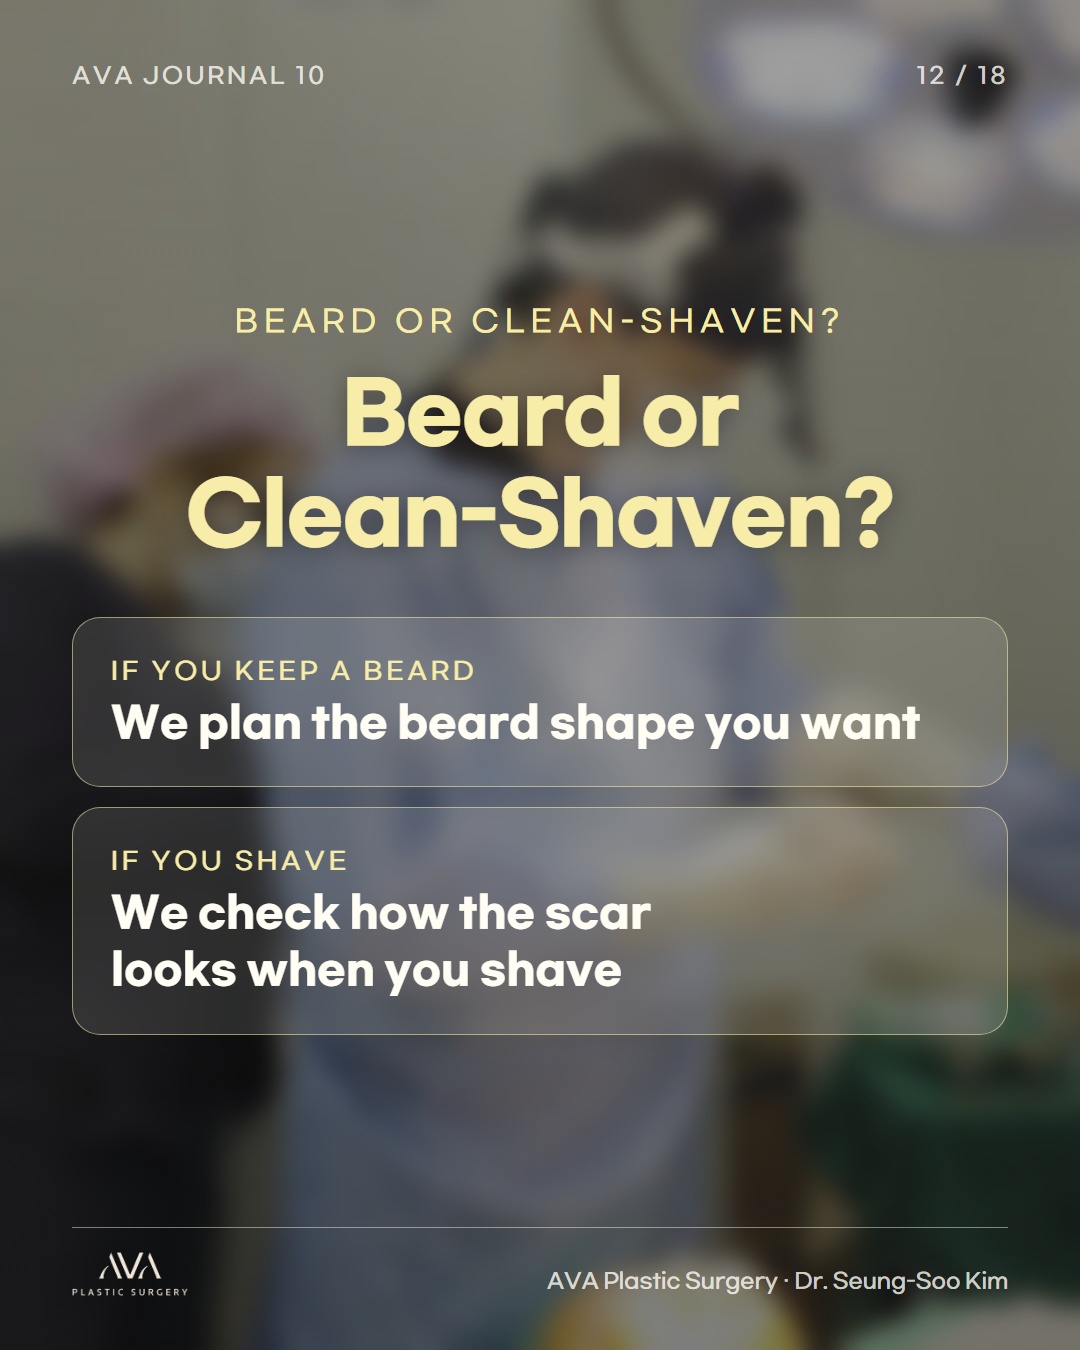 AVA JOURNAL 10
12 / 18
BEARD OR CLEAN-SHAVEN?
Beard or
Clean-Shaven?
IF YOU KEEP A BEARD
We plan the beard shape you want
IF YOU SHAVE
We check how the scar
looks when you shave
AVA
PLASTIC SURGERY
AVA Plastic Surgery · Dr. Seung-Soo Kim